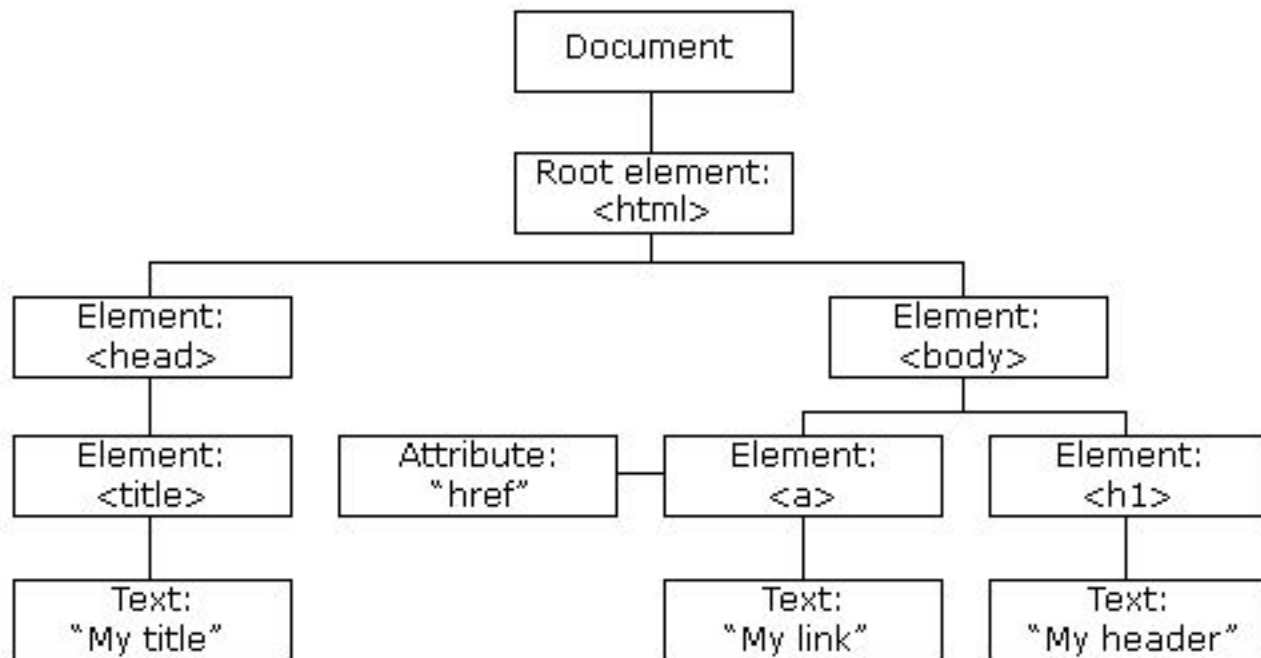 Document
Root element:
<html>
Element:
<head>
Element:
<body>
Element:
<title>
Attribute:
“href”
Element:
<a>
Element:
<h1>
Text:
“My title”
Text:
“My link”
Text:
“My header”